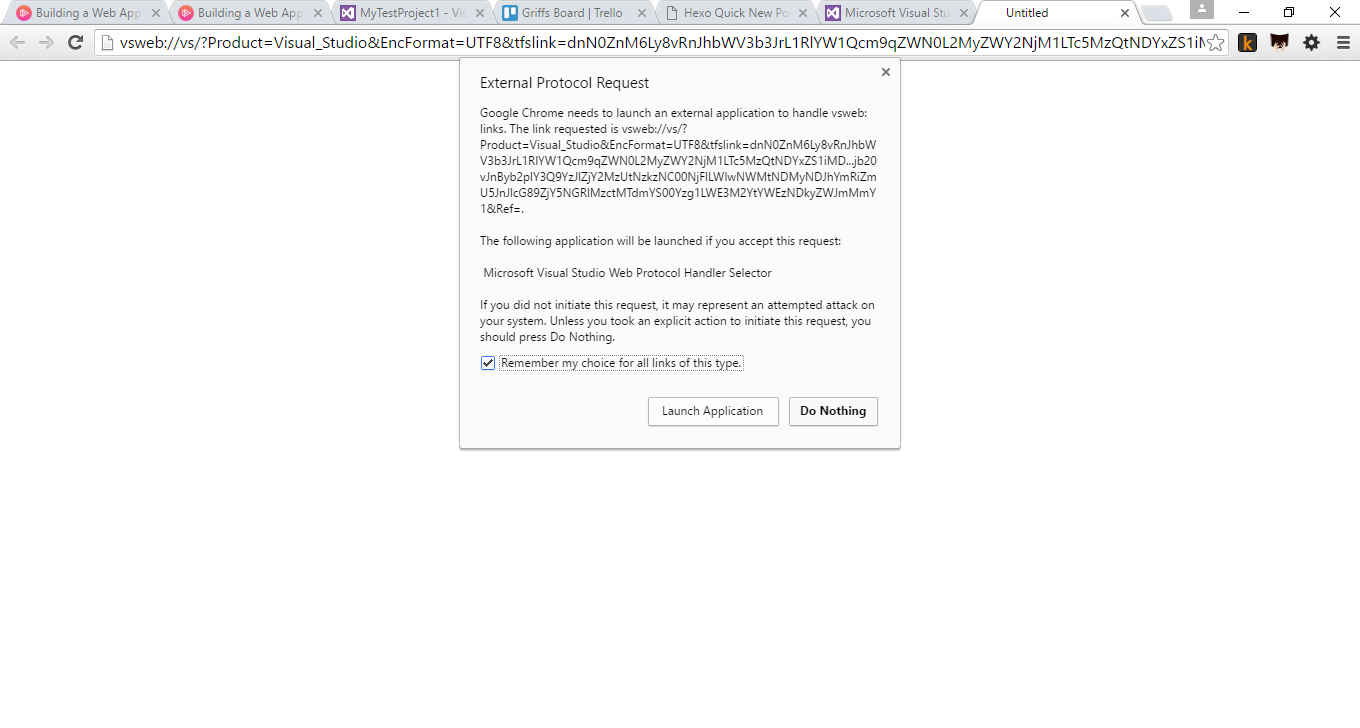 Building a Web App
Building a Web App
MyTestProject1 - Vis
Griffs Board | Trello
Hexo Quick New Po
Microsoft Visual Stu
Untitled
vsweb://vs/?Product=Visual_Studio&EncFormat=UTF8&tfslink=dnN0ZnM6Ly8vRnJhbWV3b3JrL1RlYW1Qcm9qZWN0L2MyZWY2NjM1LTc5MzQtNDYxZS1iM
External Protocol Request
Google Chrome needs to launch an external application to handle vsweb:
links. The link requested is vsweb://vs/?
Product=Visual_Studio&EncFormat=UTF8&tfslink=dnN0ZnM6Ly8vRnJhbW
V3b3JrL1RlYW1Qcm9qZWN0L2MyZWY2NjM1LTc5MzQtNDYxZS1iMD...jb20
vJnByb2plY3Q9YzJlZjY2MzUtNzkzNC00NjFlLWIwNWMtNDMyNDJhYmRiZm
U5JnJlcG89ZjY5NGRlMzctMTdmYS00Yzg1LWE3M2YtYWEzNDkyZWJmMmY
1&Ref=.
The following application will be launched if you accept this request:
Microsoft Visual Studio Web Protocol Handler Selector
If you did not initiate this request, it may represent an attempted attack on
your system. Unless you took an explicit action to initiate this request, you
should press Do Nothing.
Remember my choice for all links of this type.
Launch Application
Do Nothing